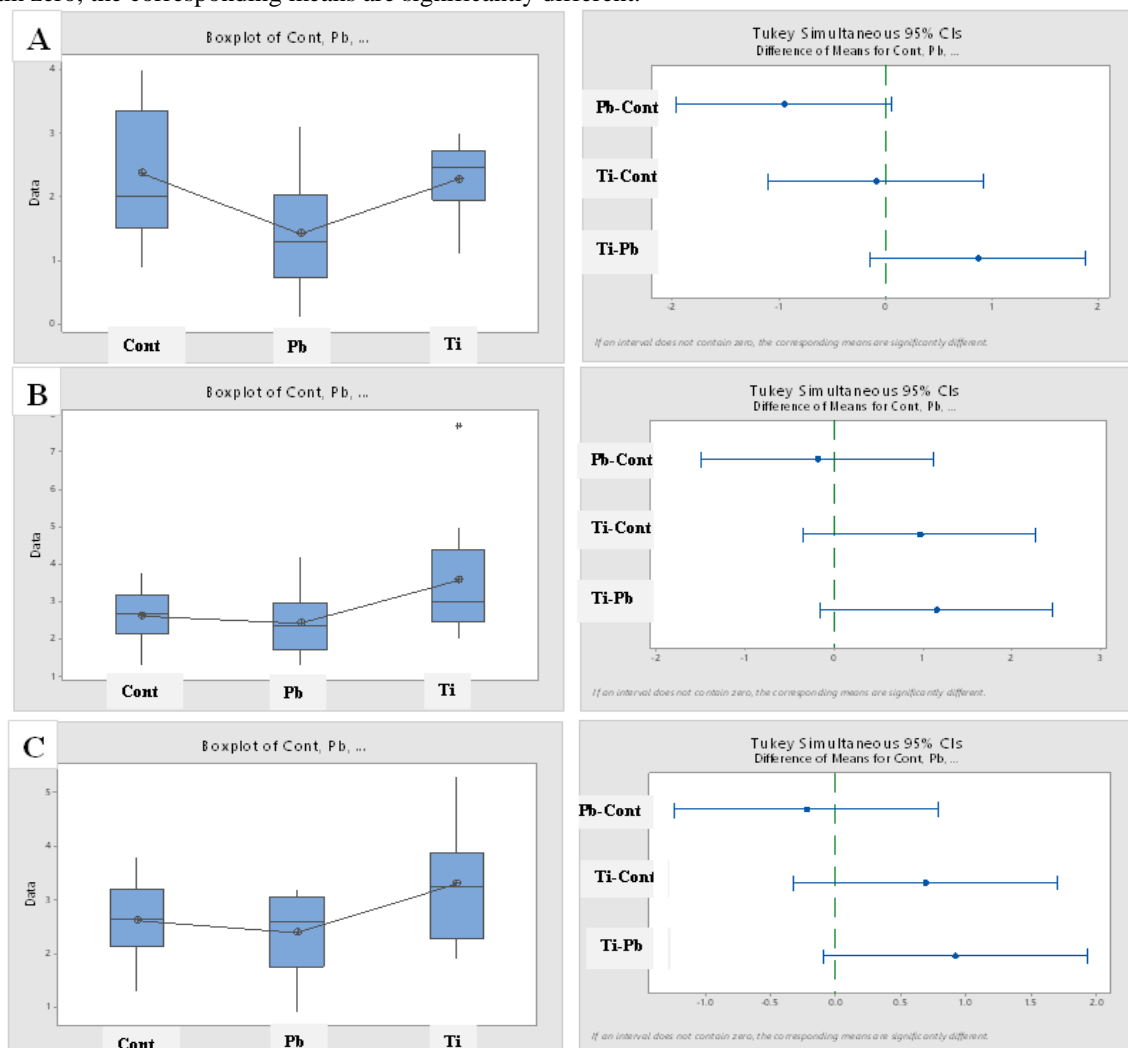 zero, the corresponding means are significantly different.
A
Boxplot of Cont, Pb, ...
Data
4
3
2
1
0
Cont Pb Ti
Tukey Simultaneous 95% CIs
Difference of Means for Cont, Pb, ...
Pb-Cont
Ti-Cont
Ti-Pb
-2 -1 0 1 2
If an interval does not contain zero, the corresponding means are significantly different.
B
Boxplot of Cont, Pb, ...
Data
7
6
5
4
3
2
1
Cont Pb Ti
Tukey Simultaneous 95% CIs
Difference of Means for Cont, Pb, ...
Pb-Cont
Ti-Cont
Ti-Pb
-2 -1 0 1 2 3
If an interval does not contain zero, the corresponding means are significantly different.
C
Boxplot of Cont, Pb, ...
Data
5
4
3
2
1
Cont Pb Ti
Tukey Simultaneous 95% CIs
Difference of Means for Cont, Pb, ...
Pb-Cont
Ti-Cont
Ti-Pb
-1.0 -0.5 0.0 0.5 1.0 1.5 2.0
If an interval does not contain zero, the corresponding means are significantly different.